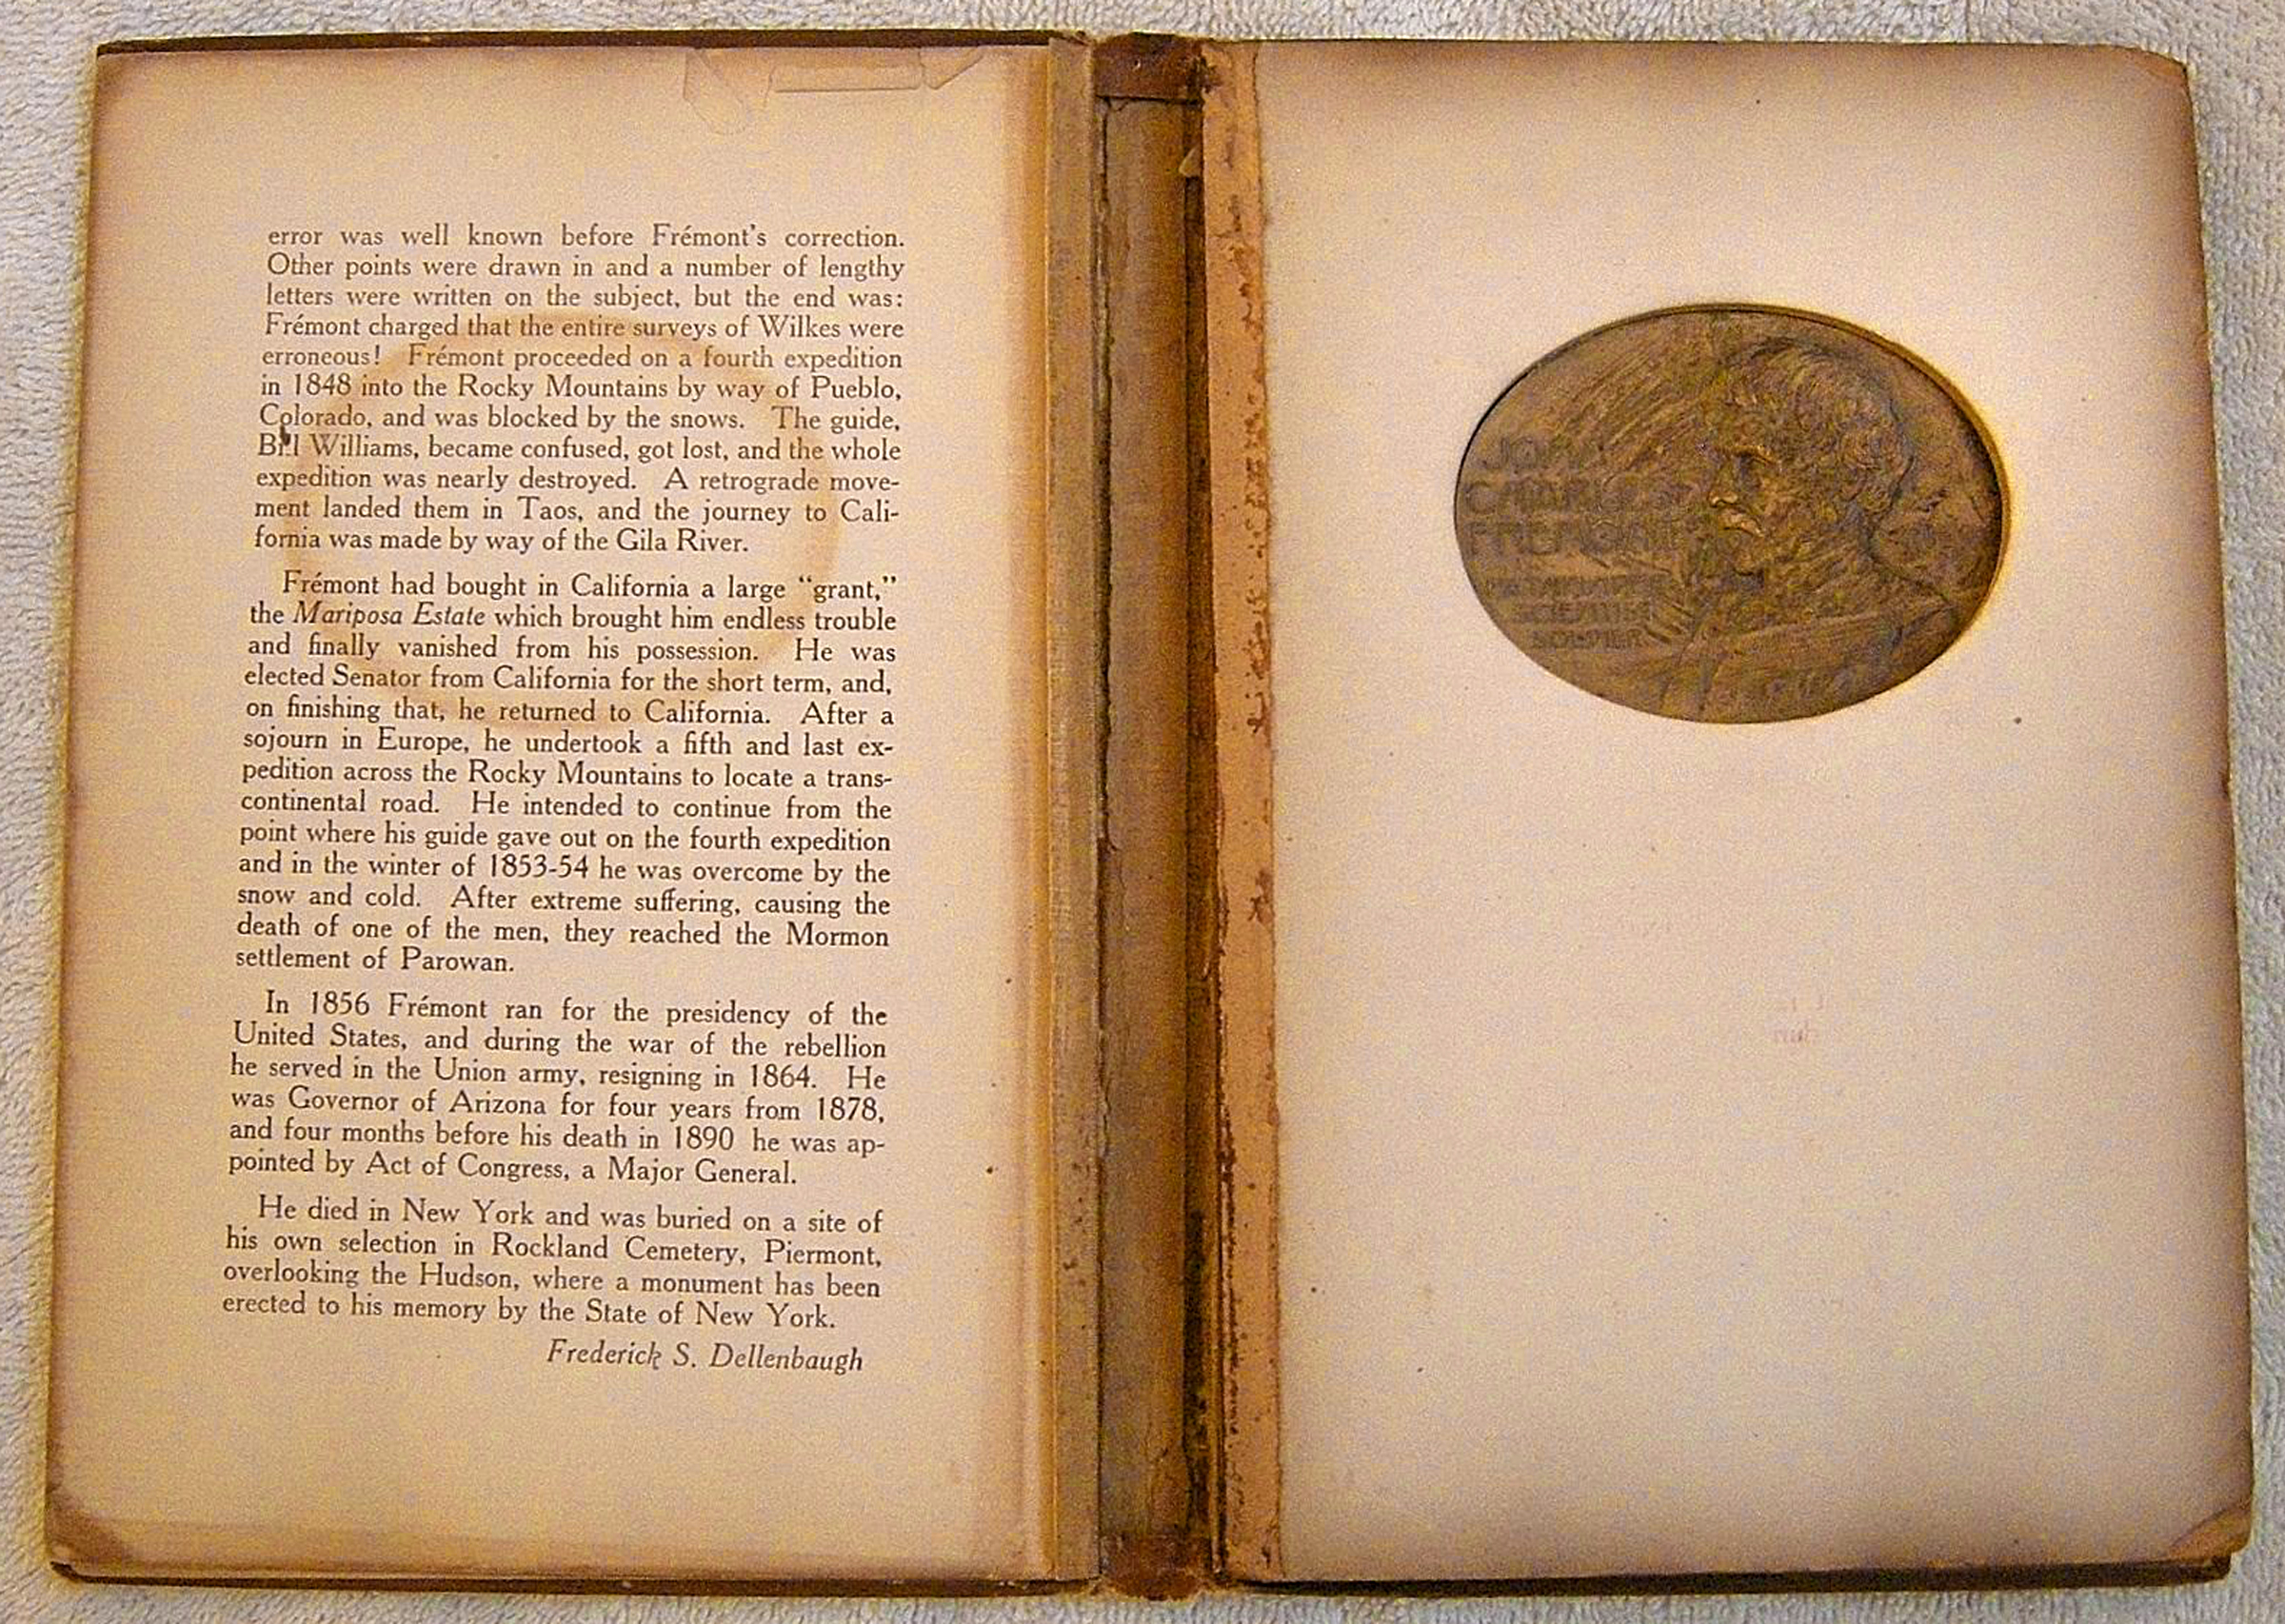 error was well known before Frémont's correction.
Other points were drawn in and a number of lengthy
letters were written on the subject, but the end was:
Frémont charged that the entire surveys of Wilkes were
erroneous! Frémont proceeded on a fourth expedition
in 1848 into the Rocky Mountains by way of Pueblo,
Colorado, and was blocked by the snows. The guide,
Bill Williams, became confused, got lost, and the whole
expedition was nearly destroyed. A retrograde move-
ment landed them in Taos, and the journey to Cali-
fornia was made by way of the Gila River.
Frémont had bought in California a large “grant,”
the Mariposa Estate which brought him endless trouble
and finally vanished from his possession. He was
elected Senator from California for the short term, and,
on finishing that, he returned to California. After a
sojourn in Europe, he undertook a fifth and last ex-
pedition across the Rocky Mountains to locate a trans-
continental road. He intended to continue from the
point where his guide gave out on the fourth expedition
and in the winter of 1853-54 he was overcome by the
snow and cold. After extreme suffering, causing the
death of one of the men, they reached the Mormon
settlement of Parowan.
In 1856 Frémont ran for the presidency of the
United States, and during the war of the rebellion
he served in the Union army, resigning in 1864. He
was Governor of Arizona for four years from 1878,
and four months before his death in 1890 he was ap-
pointed by Act of Congress, a Major General.
He died in New York and was buried on a site of
his own selection in Rockland Cemetery, Piermont,
overlooking the Hudson, where a monument has been
erected to his memory by the State of New York.
Frederick S. Dellenbaugh
JOHN
CHARLES
FREMONT
SCIENTIST
SOLDIER